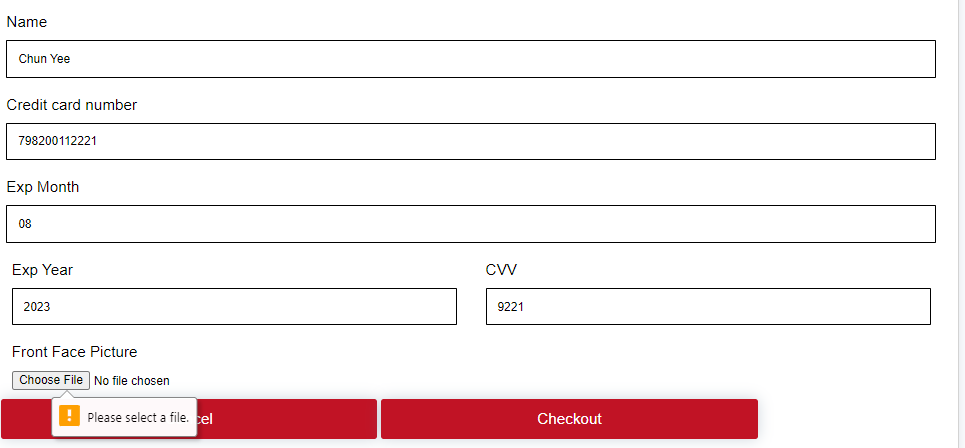 Name
Chun Yee
Credit card number
798200112221
Exp Month
08
Exp Year CVV
2023 9221
Front Face Picture
Choose File No file chosen
Please select a file.
cel Checkout